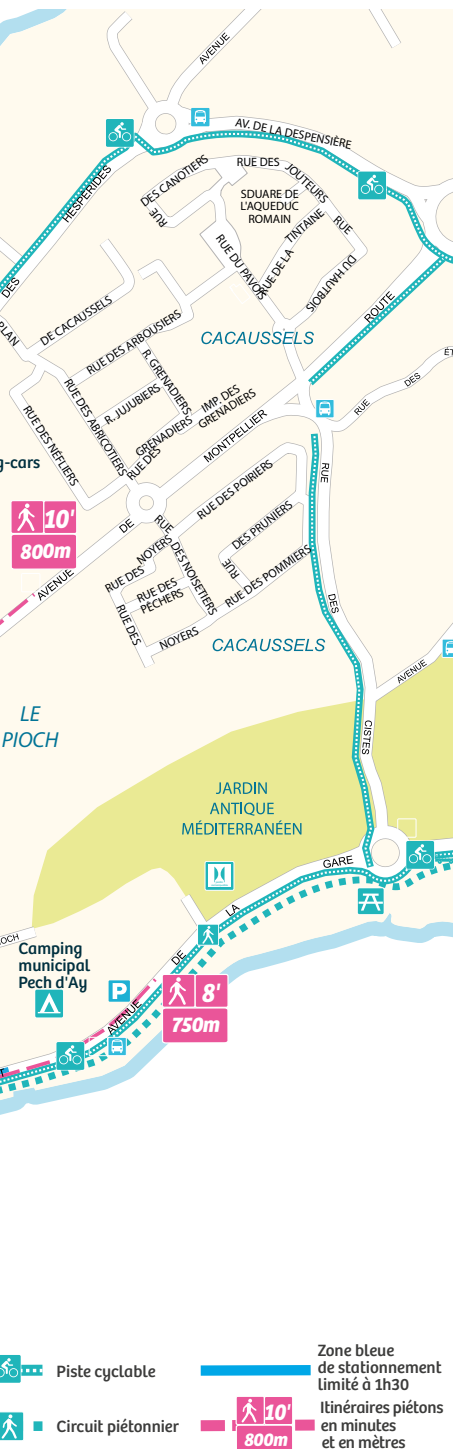 AVENUE
AV. DE LA DESPENSIÈRE
HESPERIDES
DES
RUE DES JOUTEURS
DES CANOTIERS
RUE
SDUARE DE
L'AQUEDUC
ROMAIN
TINTAINE
RUE DE LA
RUE
DU HAUTBOIS
RUE DU PAVOIS
PLAN
DE CACAUSSELS
ROUTE
RUE DES ARBOUSIERS
CACAUSSELS
R. GRENADIERS
R. JUJUBIERS
IMP. DES
GRENADIERS
GRENADIERS
RUE DES
RUE DES ABRICOTIERS
RUE DES NÉFLIERS
MONTPELLIER
RUE
DES
ÉT
g-cars
10'
800m
DE
AVENUE
RUE DES POIRIERS
RUE
DES NOISETIERS
NOYERS
RUE DES
DES PRUNIERS
RUE
RUE DES
PÊCHERS
RUE DES POMMIERS
RUE DES
NOYERS
RUE
DES
CISTES
CACAUSSELS
AVENUE
LE
PIOCH
JARDIN
ANTIQUE
MÉDITERRANÉEN
GARE
LA
DE
AVENUE
OCH
Camping
municipal
Pech d'Ay
P
8'
750m
T
Piste cyclable
Zone bleue
de stationnement
limité à 1h30
Circuit piétonnier
10'
800m
Itinéraires piétons
en minutes
et en mètres